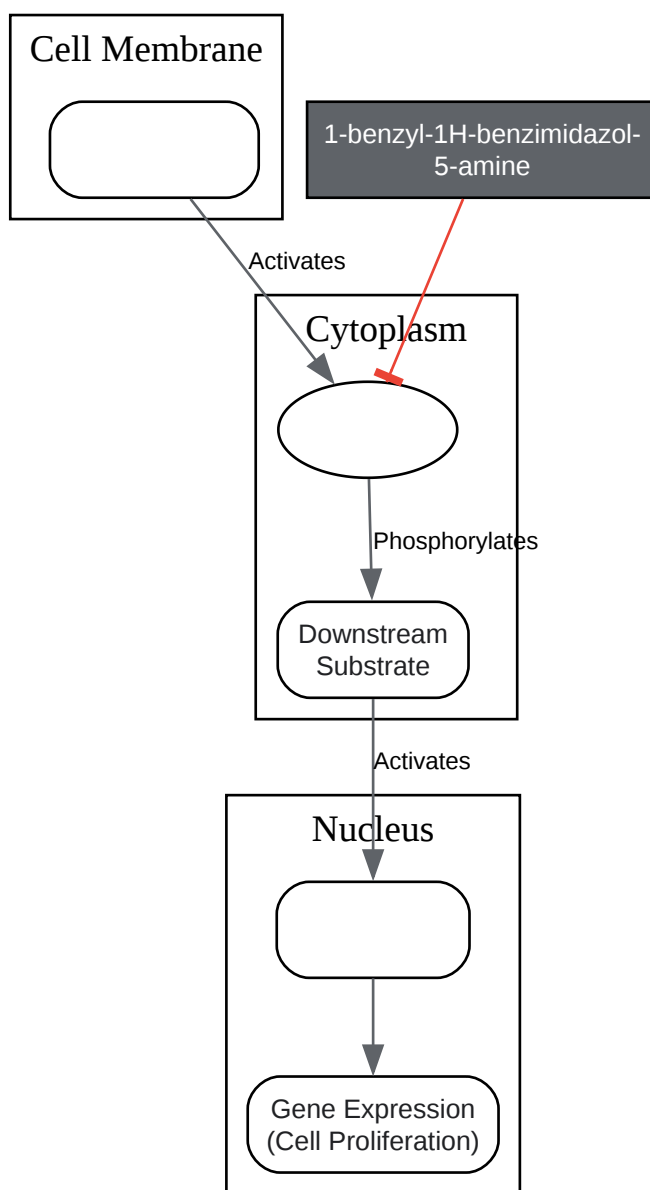 Cell Membrane
1-benzyl-1H-benzimidazol-
5-amine
Activates
Cytoplasm
Phosphorylates
Downstream
Substrate
Activates
Nucleus
Gene Expression
(Cell Proliferation)